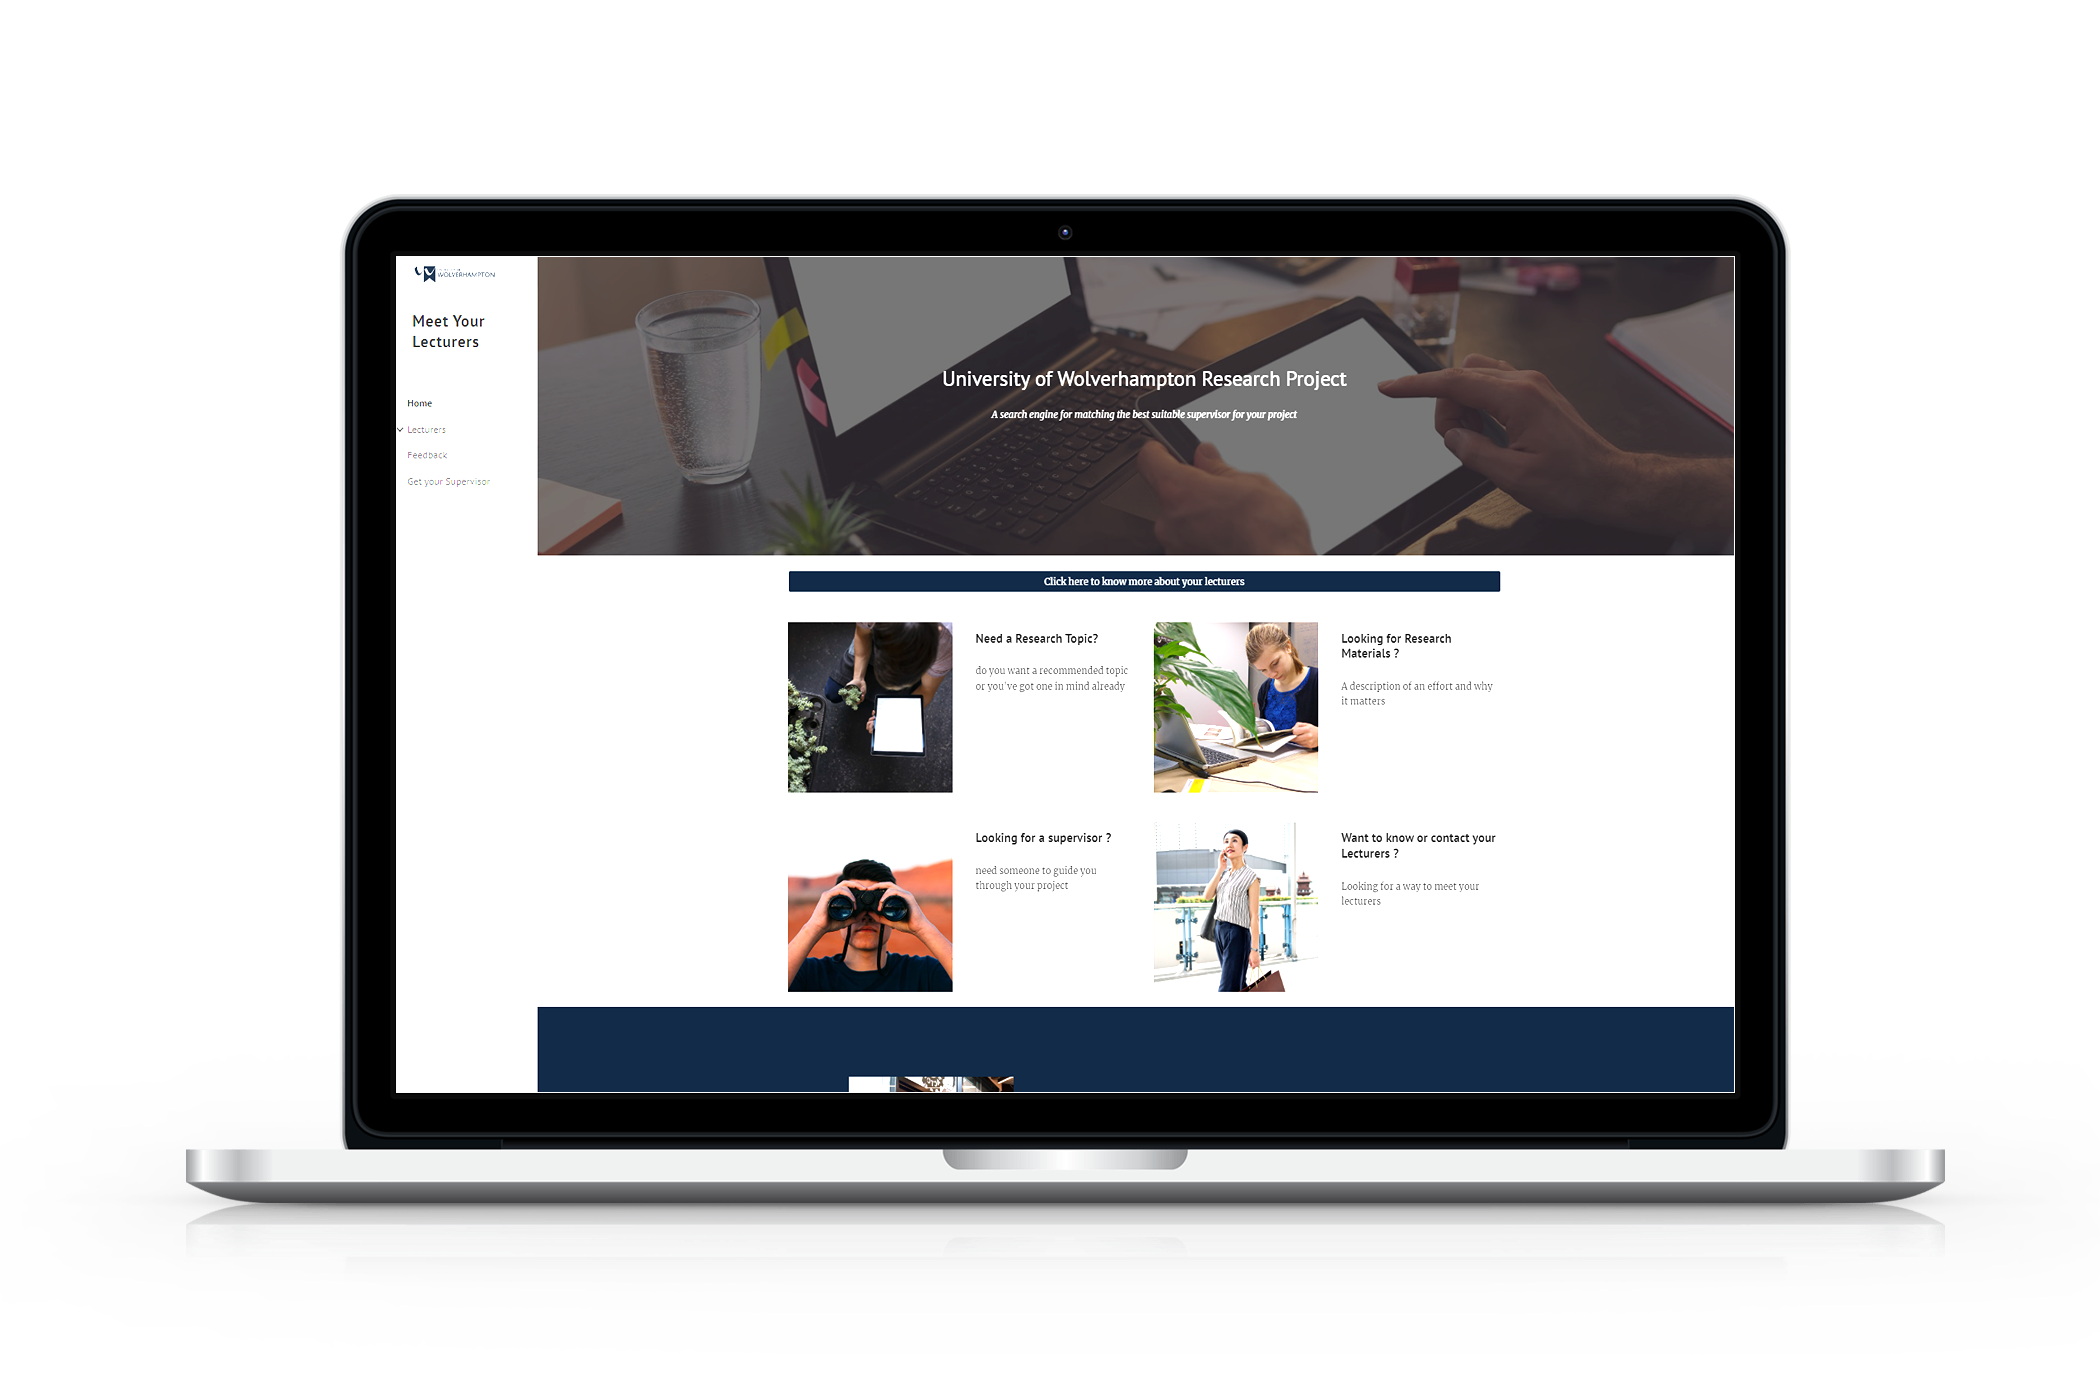 WOLVERHAMPTON
Meet Your
Lecturers
Home
Lecturers
Feedback
Get your Supervisor
University of Wolverhampton Research Project
A search engine for matching the best suitable supervisor for your project
Click here to know more about your lecturers
Need a Research Topic?
do you want a recommended topic
or you've got one in mind already
Looking for Research
Materials ?
A description of an effort and why
it matters
Looking for a supervisor ?
need someone to guide you
through your project
Want to know or contact your
Lecturers ?
Looking for a way to meet your
lecturers